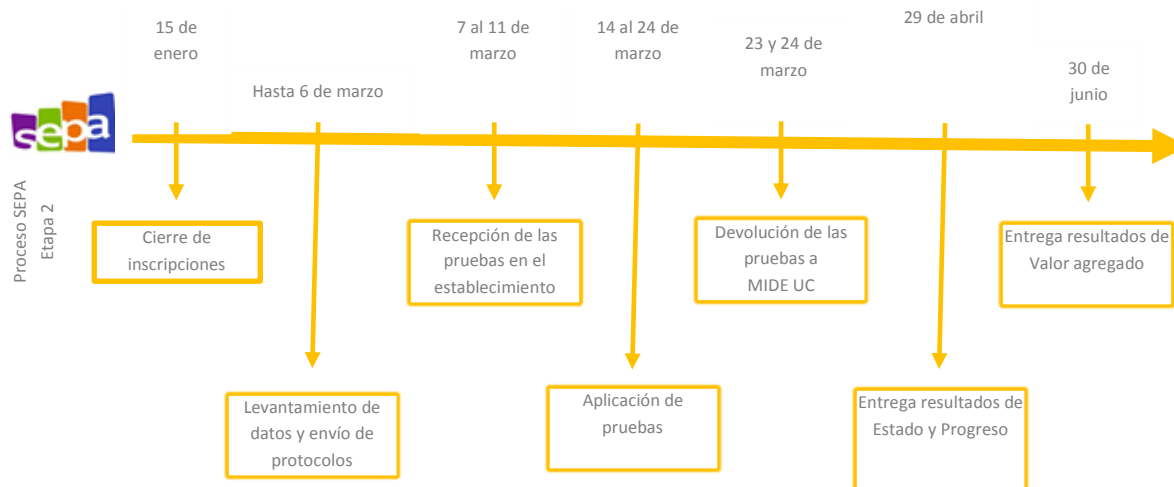 15 de
enero
Hasta 6 de marzo
7 al 11 de
marzo
14 al 24 de
marzo
23 y 24 de
marzo
29 de abril
30 de
junio
sepa
Proceso SEPA
Etapa 2
Cierre de
inscripciones
Recepción de las
pruebas en el
establecimiento
Devolución de las
pruebas a
MIDE UC
Entrega resultados de
Valor agregado
Levantamiento de
datos y envío de
protocolos
Aplicación de
pruebas
Entrega resultados de
Estado y Progreso